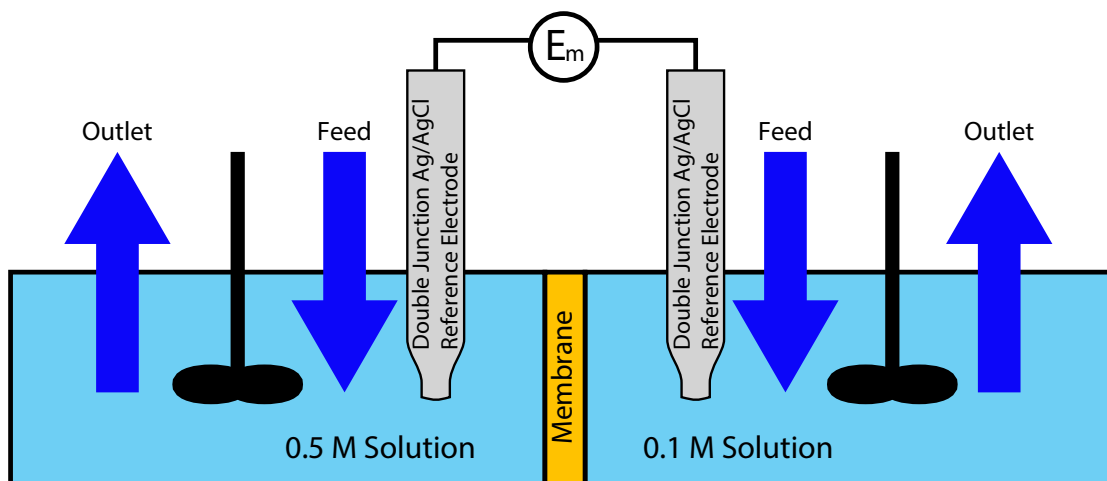 Em
Outlet
Feed
Double Junction Ag/AgCl
Reference Electrode
Double Junction Ag/AgCl
Reference Electrode
Feed
Outlet
Membrane
0.5 M Solution
0.1 M Solution